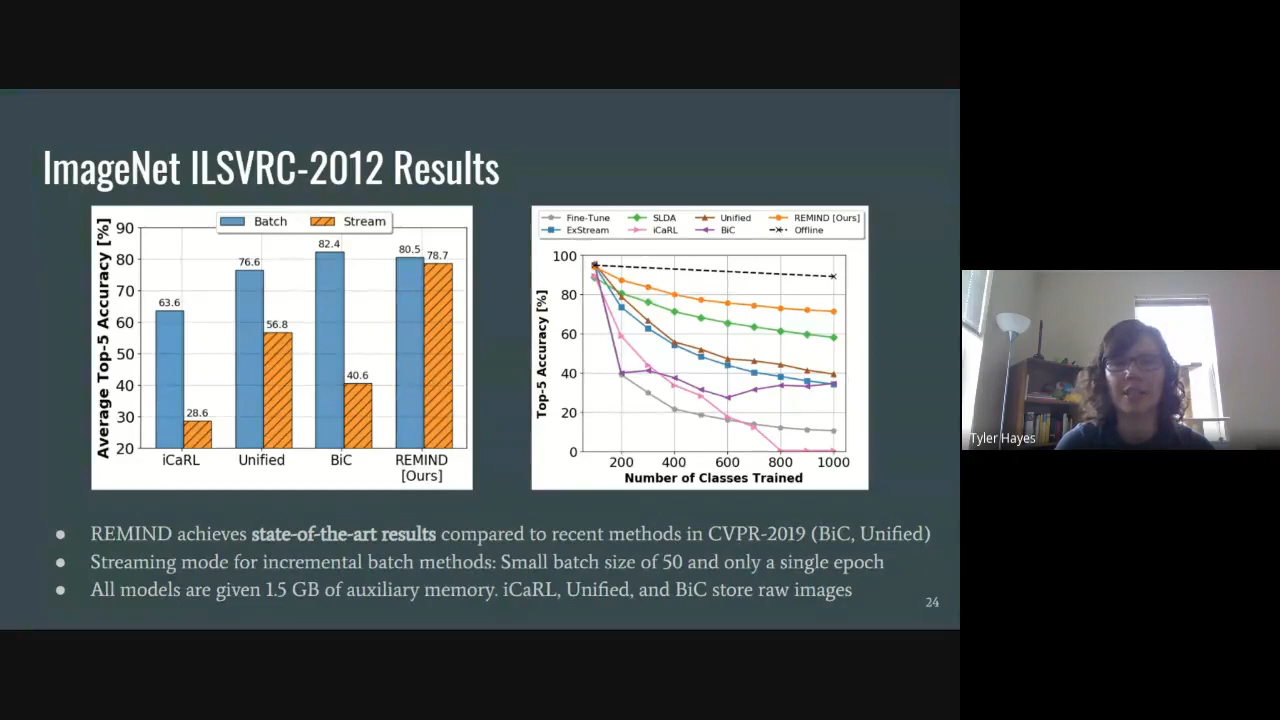 ImageNet ILSVRC-2012 Results
Batch Stream
Average Top-5 Accuracy [%]
90
80
70
60
50
40
30
20
63.6
28.6
76.6
56.8
82.4
40.6
80.5
78.7
iCaRL Unified BiC REMIND
[Ours]
Fine-Tune SLDA Unified REMIND [Ours]
ExStream iCaRL BiC Offline
Top-5 Accuracy [%]
100
80
60
40
20
0
200 400 600 800 1000
Number of Classes Trained
● REMIND achieves state-of-the-art results compared to recent methods in CVPR-2019 (BiC, Unified)
● Streaming mode for incremental batch methods: Small batch size of 50 and only a single epoch
● All models are given 1.5 GB of auxiliary memory. iCaRL, Unified, and BiC store raw images
24
Tyler Hayes